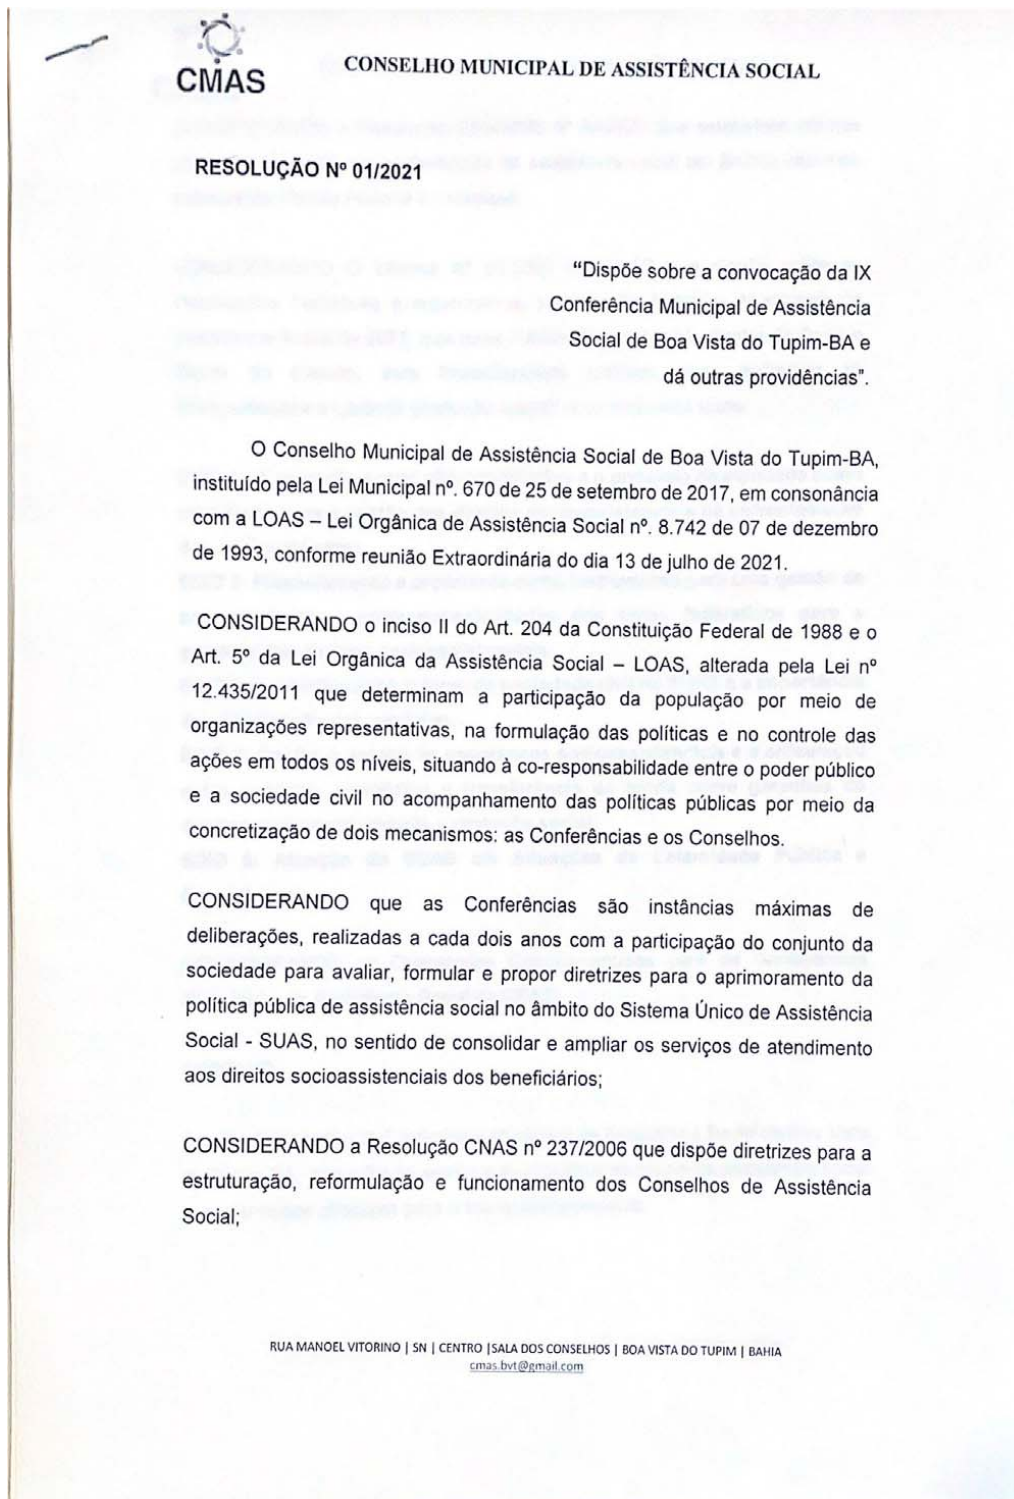 CMAS
CONSELHO MUNICIPAL DE ASSISTÊNCIA SOCIAL
RESOLUÇÃO Nº 01/2021
“Dispõe sobre a convocação da IX
Conferência Municipal de Assistência
Social de Boa Vista do Tupim-BA e
dá outras providências”.
O Conselho Municipal de Assistência Social de Boa Vista do Tupim-BA,
instituído pela Lei Municipal nº. 670 de 25 de setembro de 2017, em consonância
com a LOAS – Lei Orgânica de Assistência Social nº. 8.742 de 07 de dezembro
de 1993, conforme reunião Extraordinária do dia 13 de julho de 2021.
CONSIDERANDO o inciso II do Art. 204 da Constituição Federal de 1988 e o
Art. 5º da Lei Orgânica da Assistência Social – LOAS, alterada pela Lei nº
12.435/2011 que determinam a participação da população por meio de
organizações representativas, na formulação das políticas e no controle das
ações em todos os níveis, situando à co-responsabilidade entre o poder público
e a sociedade civil no acompanhamento das políticas públicas por meio da
concretização de dois mecanismos: as Conferências e os Conselhos.
CONSIDERANDO que as Conferências são instâncias máximas de
deliberações, realizadas a cada dois anos com a participação do conjunto da
sociedade para avaliar, formular e propor diretrizes para o aprimoramento da
política pública de assistência social no âmbito do Sistema Único de Assistência
Social - SUAS, no sentido de consolidar e ampliar os serviços de atendimento
aos direitos socioassistenciais dos beneficiários;
CONSIDERANDO a Resolução CNAS nº 237/2006 que dispõe diretrizes para a
estruturação, reformulação e funcionamento dos Conselhos de Assistência
Social;
RUA MANOEL VITORINO | SN | CENTRO |SALA DOS CONSELHOS | BOA VISTA DO TUPIM | BAHIA
cmas.bvt@gmail.com